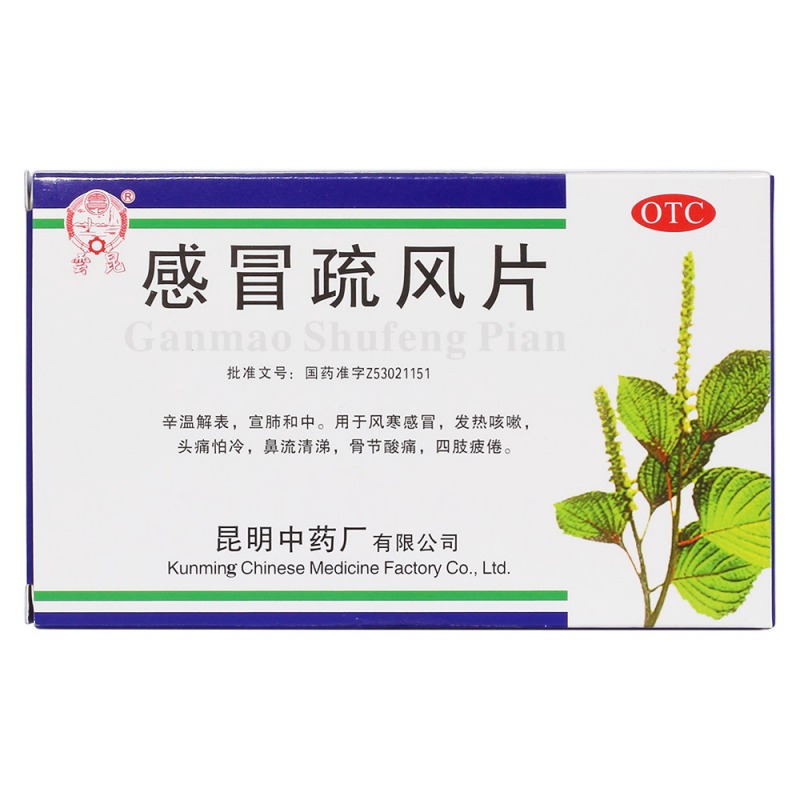 雲昆
®
OTC
感冒疏风片
Ganmao Shufeng Pian
批准文号：国药准字Z53021151
辛温解表，宣肺和中。用于风寒感冒，发热咳嗽，
头痛怕冷，鼻流清涕，骨节酸痛，四肢疲倦。
昆明中药厂有限公司
Kunming Chinese Medicine Factory Co., Ltd.